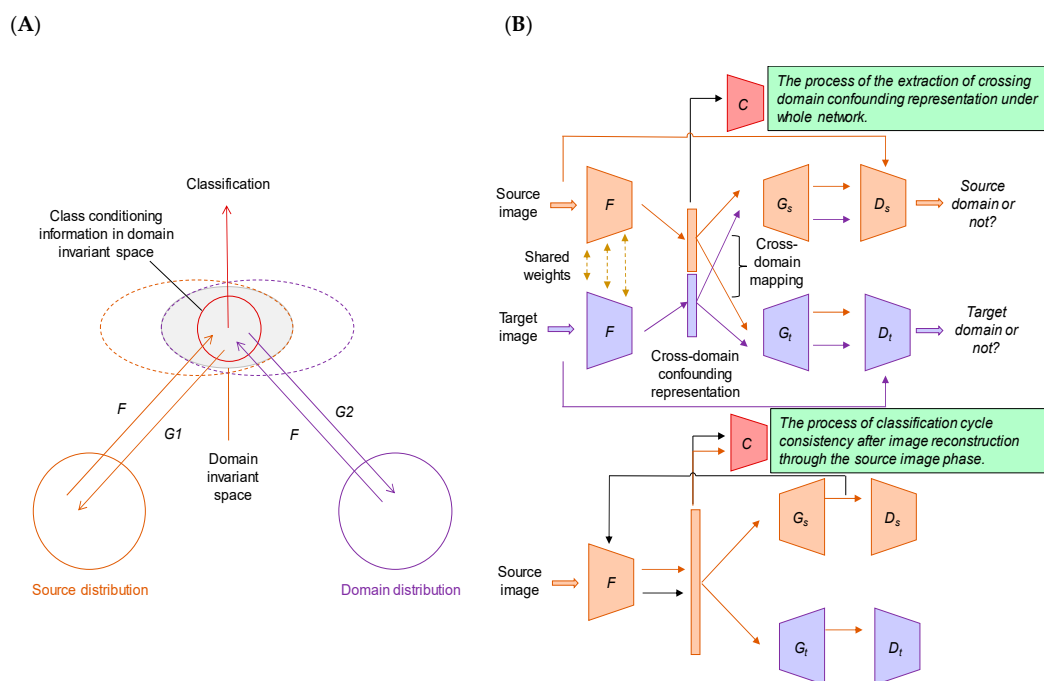 (A)
Classification
Class conditioning
information in domain
invariant space
F
G1
G2
F
Domain
invariant
space
Source distribution
Domain distribution
(B)
C
The process of the extraction of crossing
domain confounding representation under
whole network.
Source
image
F
Gs
Ds
Source
domain or
not?
Shared
weights
Cross-
domain
mapping
Target
image
F
Gt
Dt
Target
domain or
not?
Cross-domain
confounding
representation
C
The process of classification cycle
consistency after image reconstruction
through the source image phase.
Gs
Ds
Source
image
F
Gt
Dt